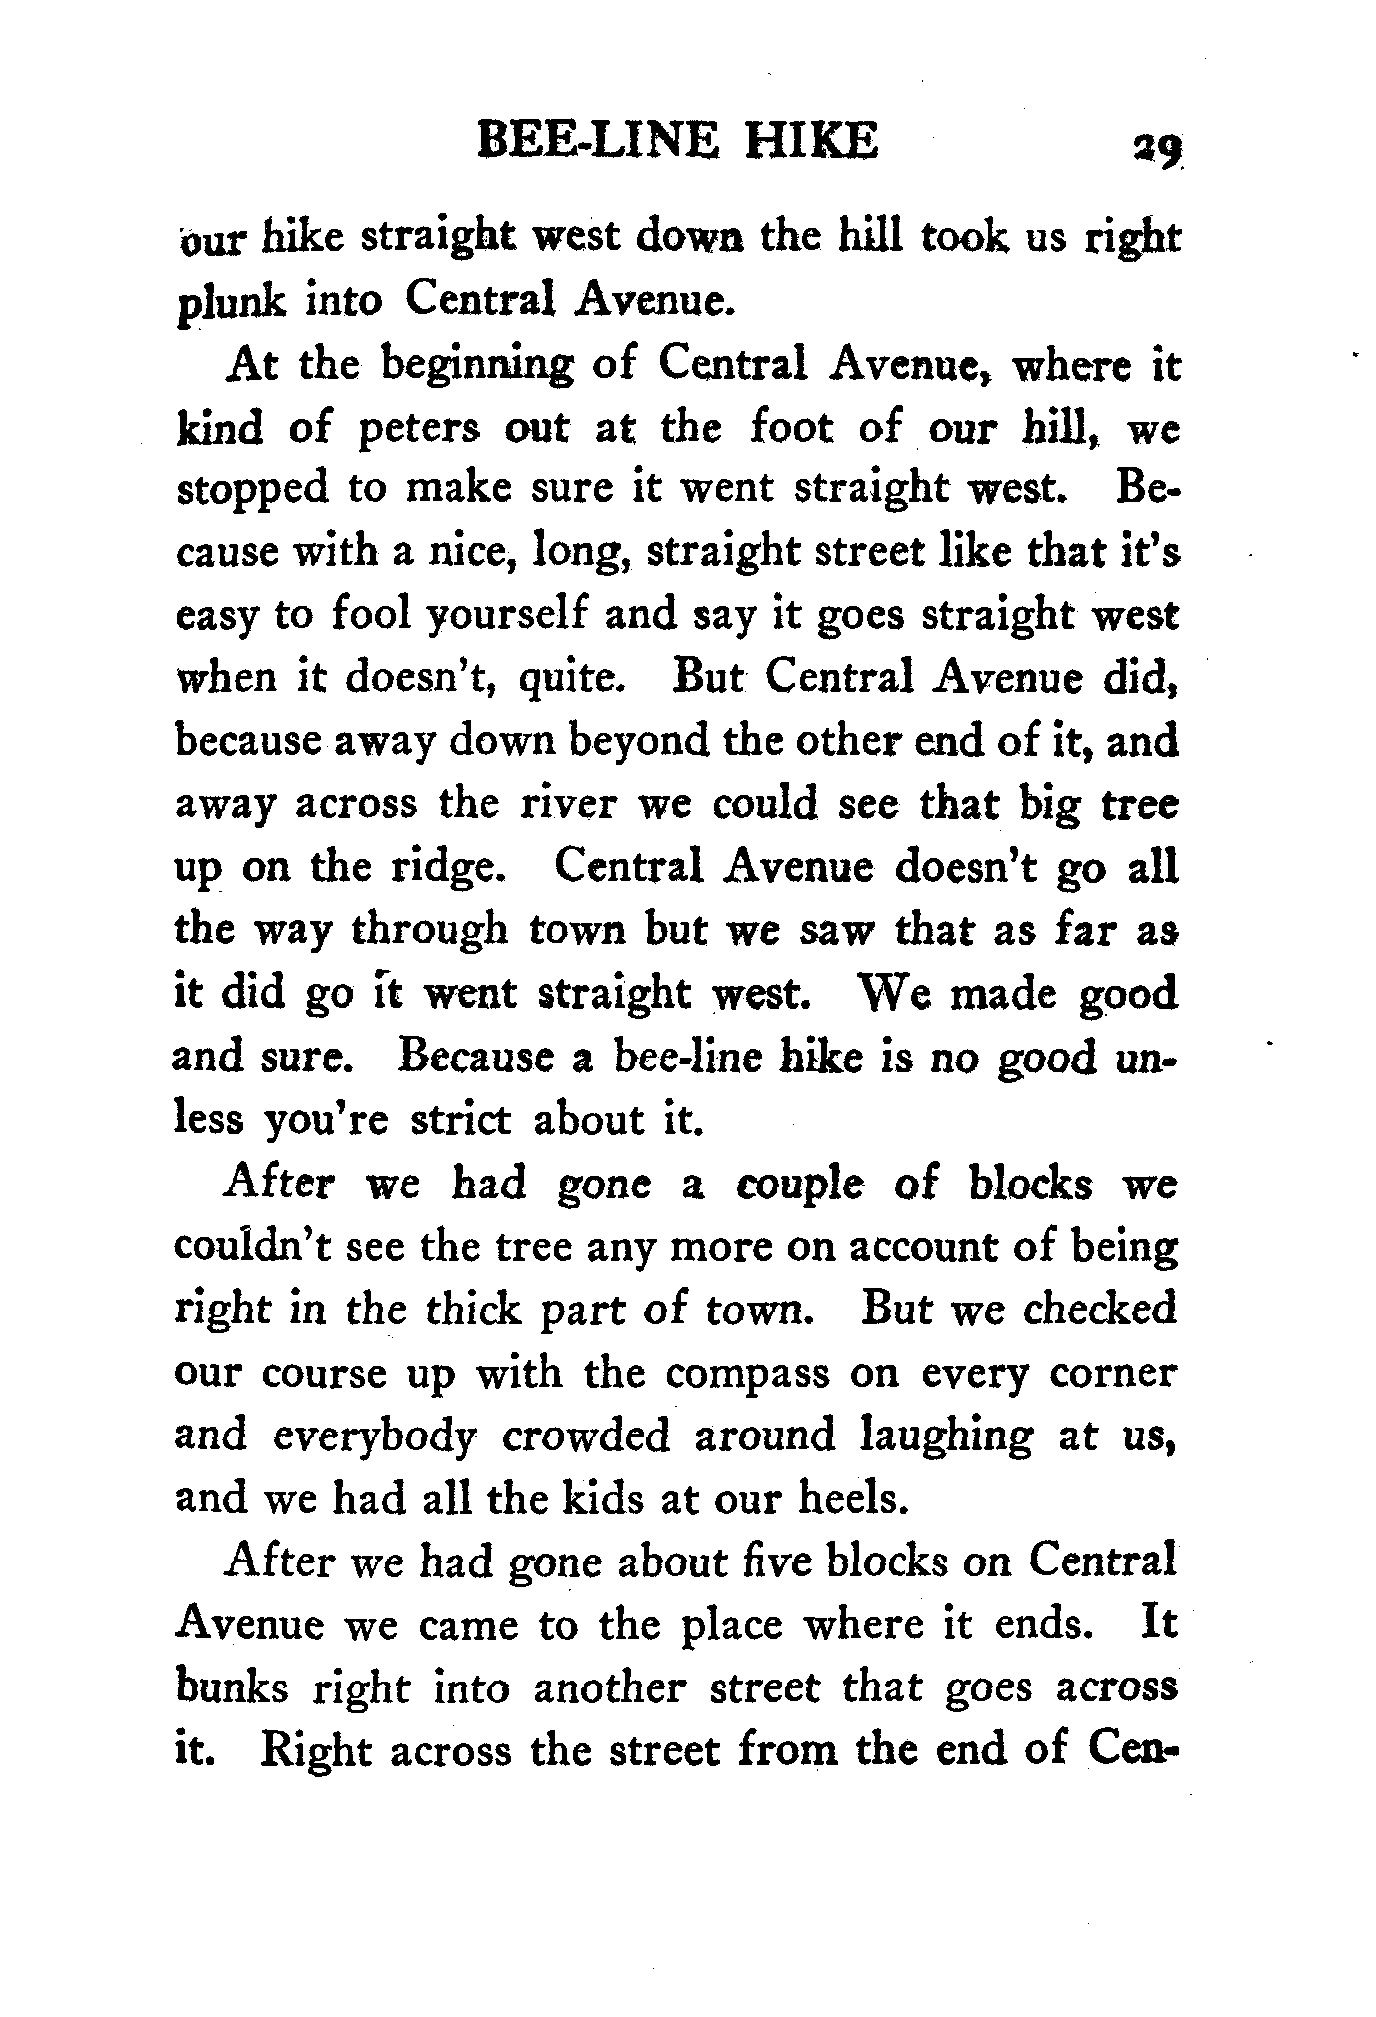 BEE-LINE HIKE 29
our hike straight west down the hill took us right
plunk into Central Avenue.
At the beginning of Central Avenue, where it
kind of peters out at the foot of our hill, we
stopped to make sure it went straight west. Be-
cause with a nice, long, straight street like that it's
easy to fool yourself and say it goes straight west
when it doesn't, quite. But Central Avenue did,
because away down beyond the other end of it, and
away across the river we could see that big tree
up on the ridge. Central Avenue doesn't go all
the way through town but we saw that as far as
it did go it went straight west. We made good
and sure. Because a bee-line hike is no good un-
less you're strict about it.
After we had gone a couple of blocks we
couldn't see the tree any more on account of being
right in the thick part of town. But we checked
our course up with the compass on every corner
and everybody crowded around laughing at us,
and we had all the kids at our heels.
After we had gone about five blocks on Central
Avenue we came to the place where it ends. It
bunks right into another street that goes across
it. Right across the street from the end of Cen-